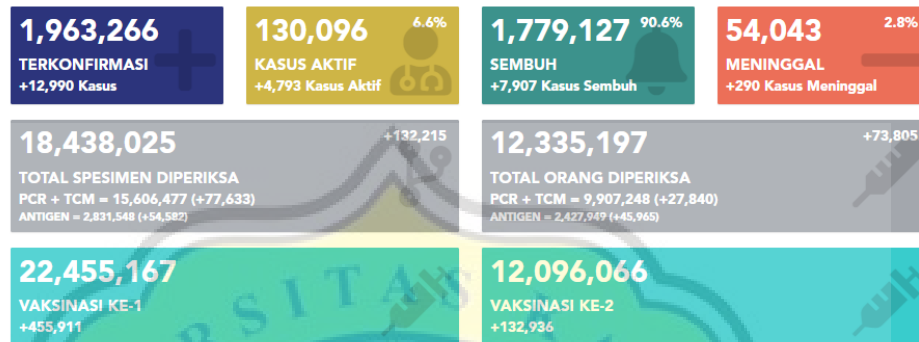 1,963,266
TERKONFIRMASI
+12,990 Kasus
130,096
6.6%
KASUS AKTIF
+4,793 Kasus Aktif
1,779,127
90.6%
SEMBUH
+7,907 Kasus Sembuh
54,043
2.8%
MENINGGAL
+290 Kasus Meninggal
18,438,025
+132,215
TOTAL SPESIMEN DIPERIKSA
PCR + TCM = 15,606,477 (+77,633)
ANTIGEN = 2,831,548 (+54,582)
12,335,197
+73,805
TOTAL ORANG DIPERIKSA
PCR + TCM = 9,907,248 (+27,840)
ANTIGEN = 2,427,949 (+45,965)
22,455,167
VAKSINASI KE-1
+455,911
12,096,066
VAKSINASI KE-2
+132,936